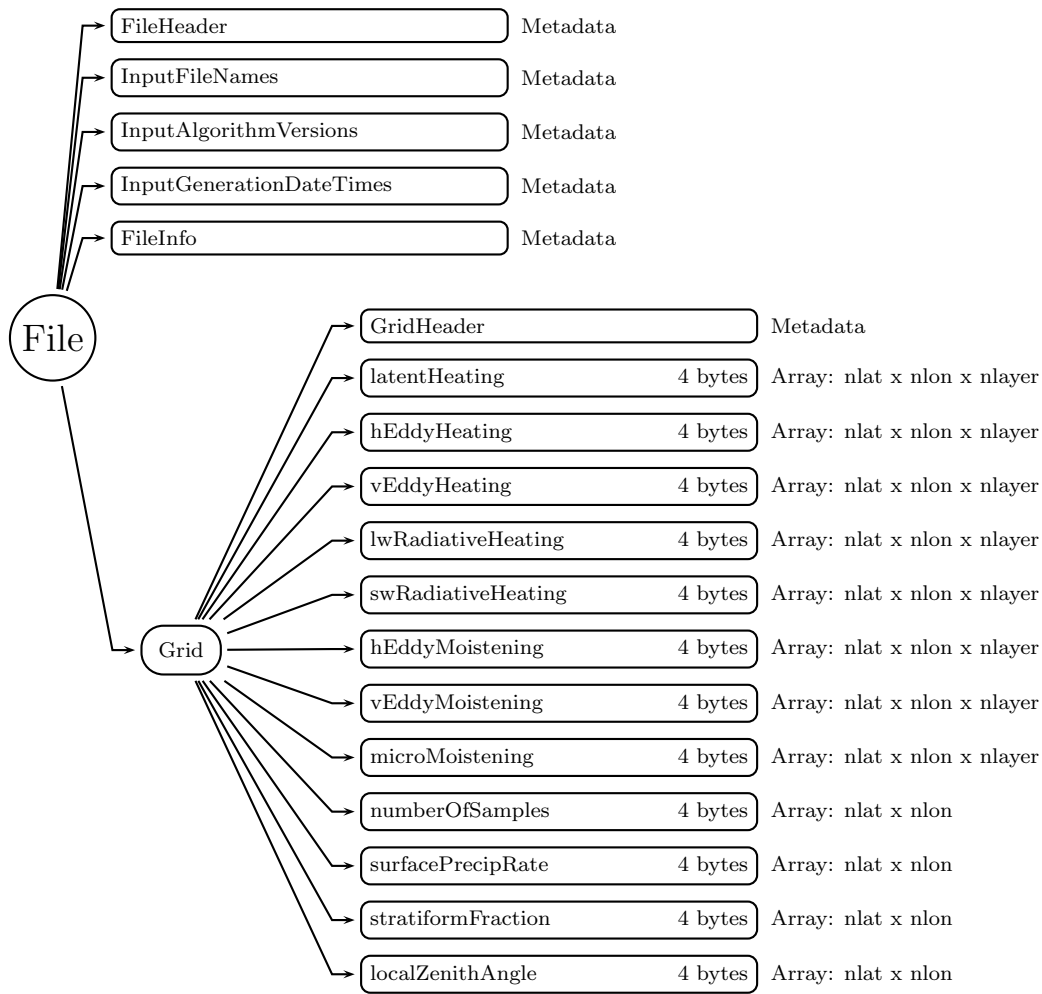 FileHeader Metadata
InputFileNames Metadata
InputAlgorithmVersions Metadata
InputGenerationDateTimes Metadata
FileInfo Metadata
File
GridHeader Metadata
latentHeating 4 bytes Array: nlat x nlon x nlayer
hEddyHeating 4 bytes Array: nlat x nlon x nlayer
vEddyHeating 4 bytes Array: nlat x nlon x nlayer
lwRadiativeHeating 4 bytes Array: nlat x nlon x nlayer
swRadiativeHeating 4 bytes Array: nlat x nlon x nlayer
Grid
hEddyMoistening 4 bytes Array: nlat x nlon x nlayer
vEddyMoistening 4 bytes Array: nlat x nlon x nlayer
microMoistening 4 bytes Array: nlat x nlon x nlayer
numberOfSamples 4 bytes Array: nlat x nlon
surfacePrecipRate 4 bytes Array: nlat x nlon
stratiformFraction 4 bytes Array: nlat x nlon
localZenithAngle 4 bytes Array: nlat x nlon